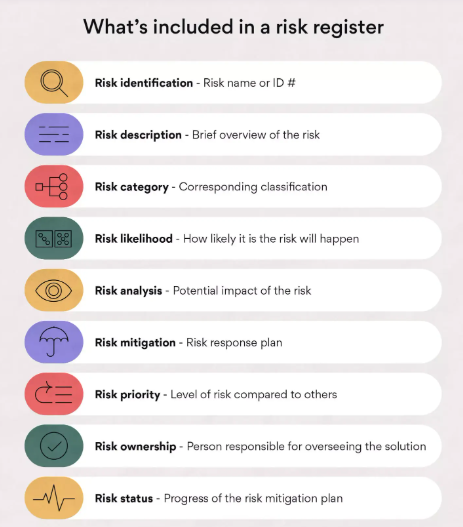 What's included in a risk register
Risk identification - Risk name or ID #
Risk description - Brief overview of the risk
Risk category - Corresponding classification
Risk likelihood - How likely it is the risk will happen
Risk analysis - Potential impact of the risk
Risk mitigation - Risk response plan
Risk priority - Level of risk compared to others
Risk ownership - Person responsible for overseeing the solution
Risk status - Progress of the risk mitigation plan